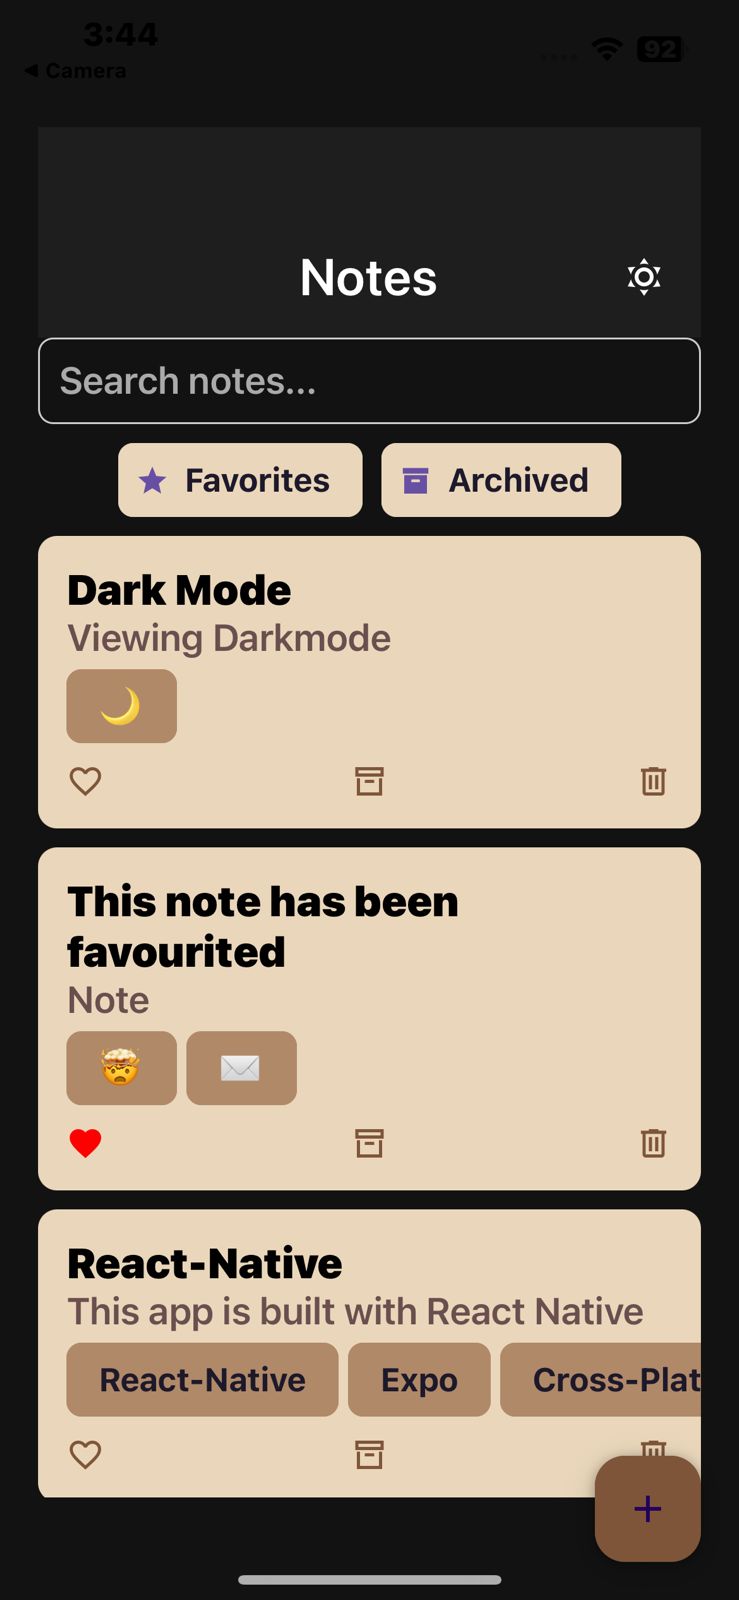 3:44
92
◀ Camera
Notes
Search notes...
Favorites Archived
Dark Mode
Viewing Darkmode
This note has been
favourited
Note
React-Native
This app is built with React Native
React-Native Expo Cross-Plat